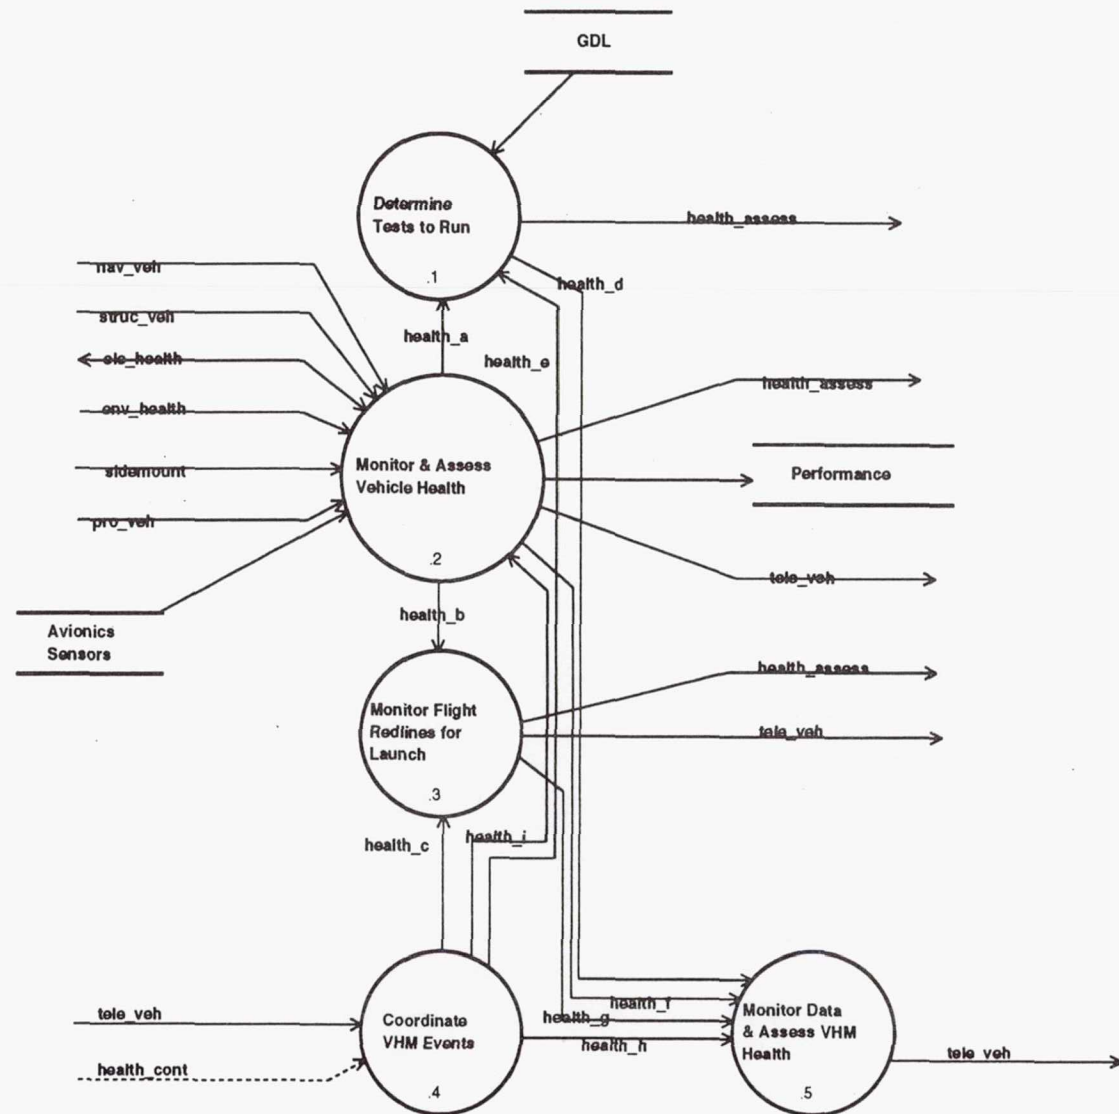 GDL
Determine
Tests to Run
.1
health_assess
nav_veh
health_d
struc_veh
health_a
health_e
ele_health
health_assess
env_health
Monitor & Assess
Vehicle Health
.2
sidemount
Performance
pro_veh
tele_veh
health_b
Avionics
Sensors
health_assess
Monitor Flight
Redlines for
Launch
.3
tele_veh
health_c
health_i
tele_veh
Coordinate
VHM Events
.4
health_cont
health_f
health_g
health_h
Monitor Data
& Assess VHM
Health
.5
tele_veh